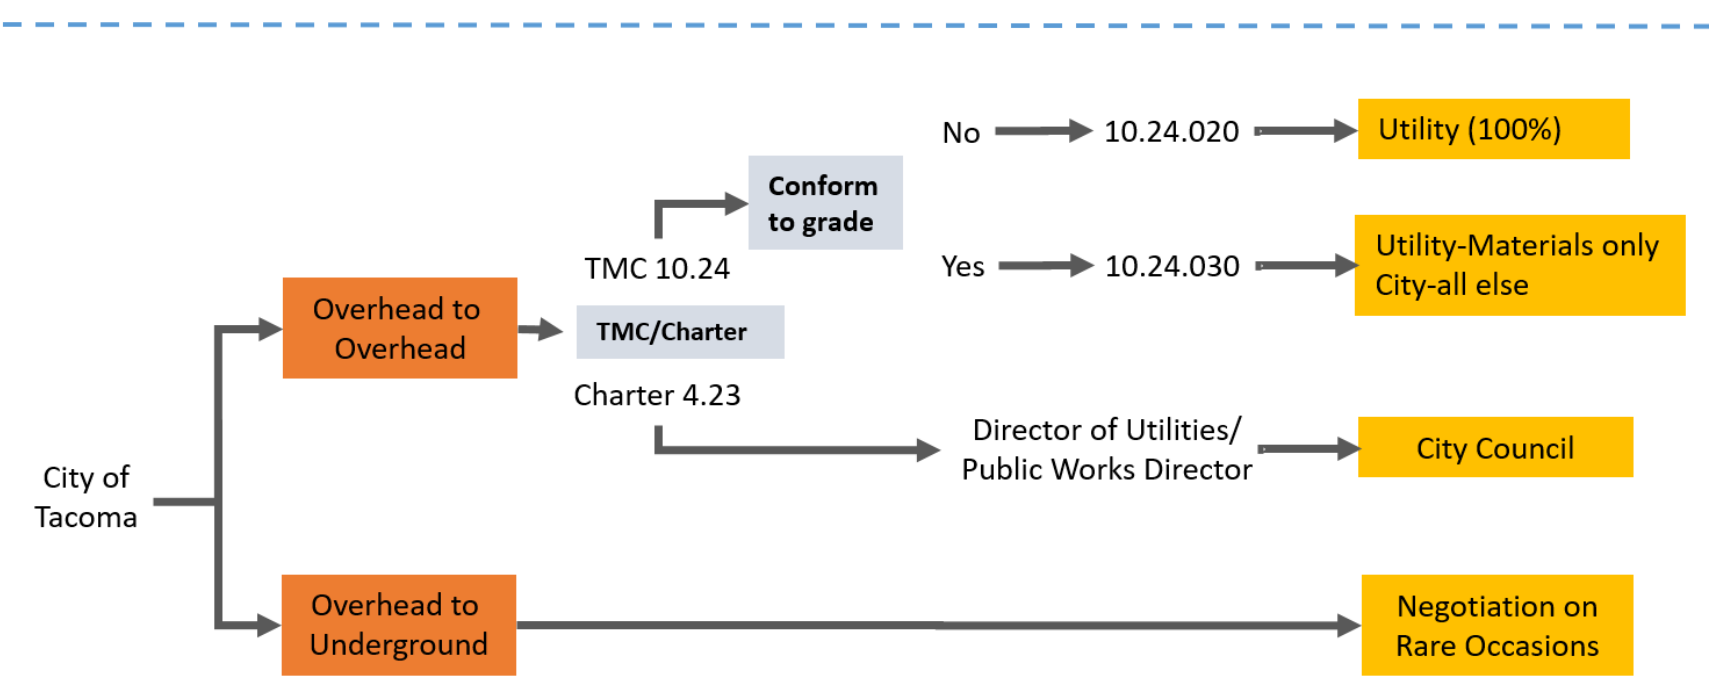 No
10.24.020
Utility (100%)
Conform
to grade
TMC 10.24
Yes
10.24.030
Utility-Materials only
City-all else
Overhead to
Overhead
TMC/Charter
Charter 4.23
Director of Utilities/
Public Works Director
City Council
City of
Tacoma
Overhead to
Underground
Negotiation on
Rare Occasions